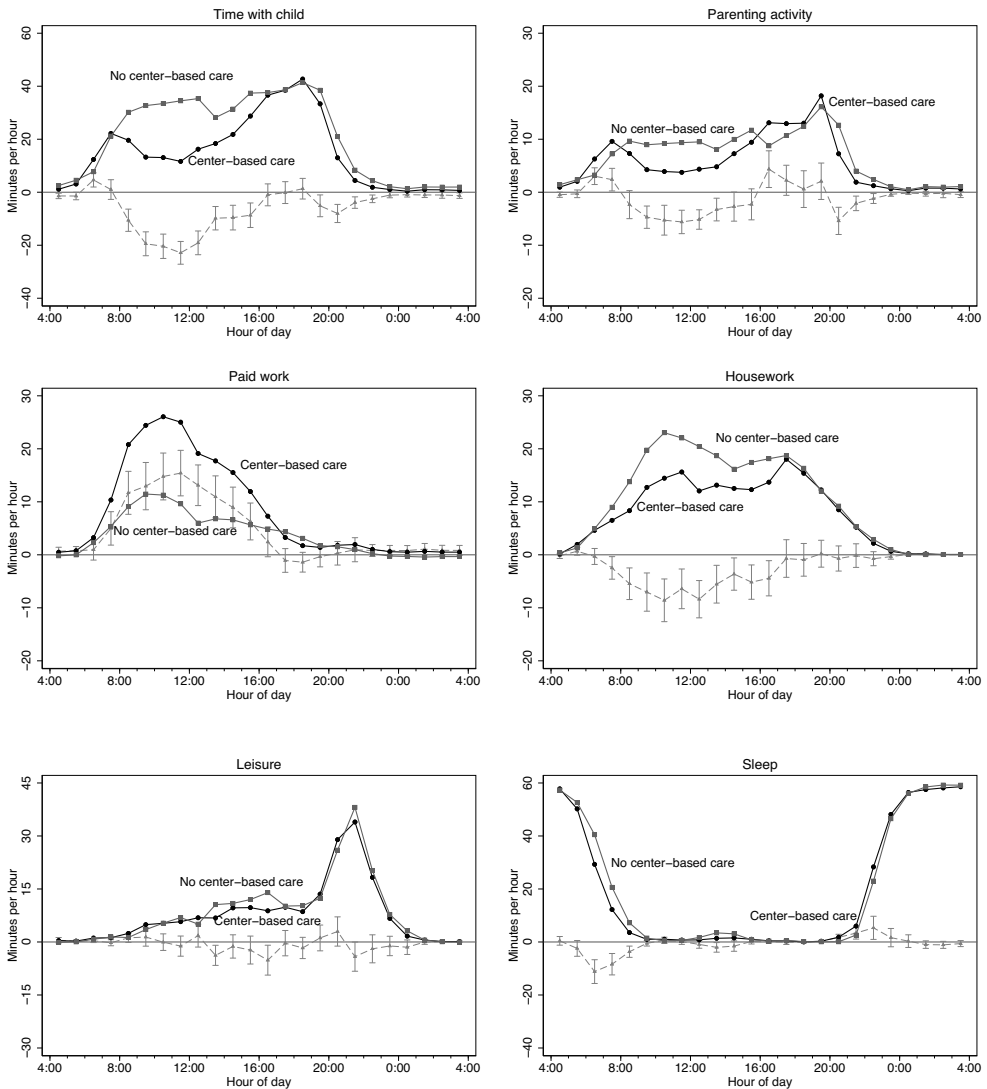 Time with child
Minutes per hour
60
40
20
0
−20
−40
No center−based care
Center−based care
4:00 8:00 12:00 16:00 20:00 0:00 4:00
Hour of day
Parenting activity
Minutes per hour
30
20
10
0
−10
−20
Center−based care
No center−based care
4:00 8:00 12:00 16:00 20:00 0:00 4:00
Hour of day
Paid work
Minutes per hour
30
20
10
0
−10
−20
Center−based care
No center−based care
4:00 8:00 12:00 16:00 20:00 0:00 4:00
Hour of day
Housework
Minutes per hour
30
20
10
0
−10
−20
No center−based care
Center−based care
4:00 8:00 12:00 16:00 20:00 0:00 4:00
Hour of day
Leisure
Minutes per hour
45
30
15
0
−15
−30
No center−based care
Center−based care
4:00 8:00 12:00 16:00 20:00 0:00 4:00
Hour of day
Sleep
Minutes per hour
60
40
20
0
−20
−40
No center−based care
Center−based care
4:00 8:00 12:00 16:00 20:00 0:00 4:00
Hour of day